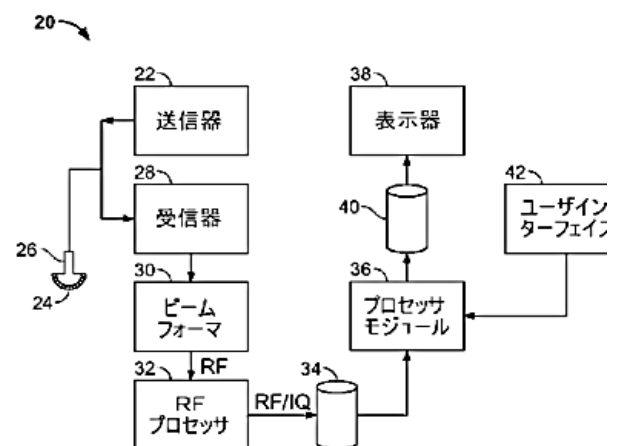 20
22
送信器
38
表示器
28
受信器
40
42
ユーザイン
ターフェイス
26
24
30
ビーム
フォーマ
36
プロセッサ
モジュール
RF
32
RF
プロセッサ
RF/IQ
34